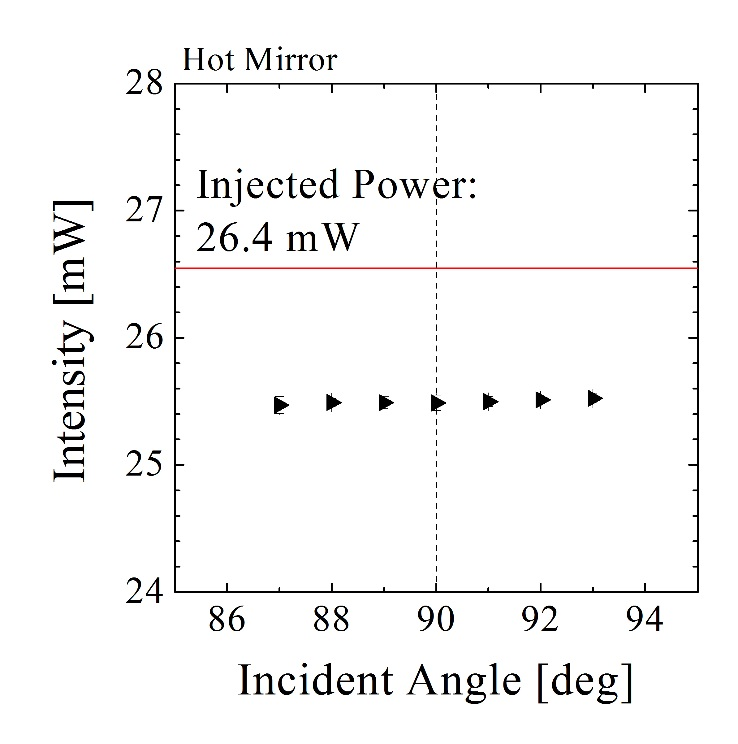 Hot Mirror
28
Injected Power:
27
26.4 mW
26
Intensity [mW]
25
24
86 88 90 92 94
Incident Angle [deg]